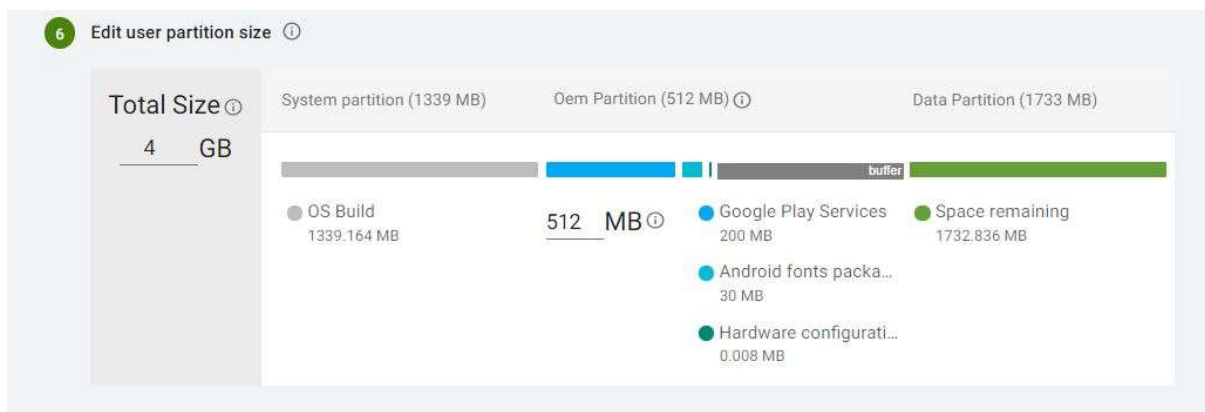 6 Edit user partition size
Total Size
4 GB
System partition (1339 MB)
Oem Partition (512 MB)
Data Partition (1733 MB)
buffer
OS Build
1339.164 MB
512 MB
Google Play Services
200 MB
Android fonts packa...
30 MB
Hardware configurati...
0.008 MB
Space remaining
1732.836 MB